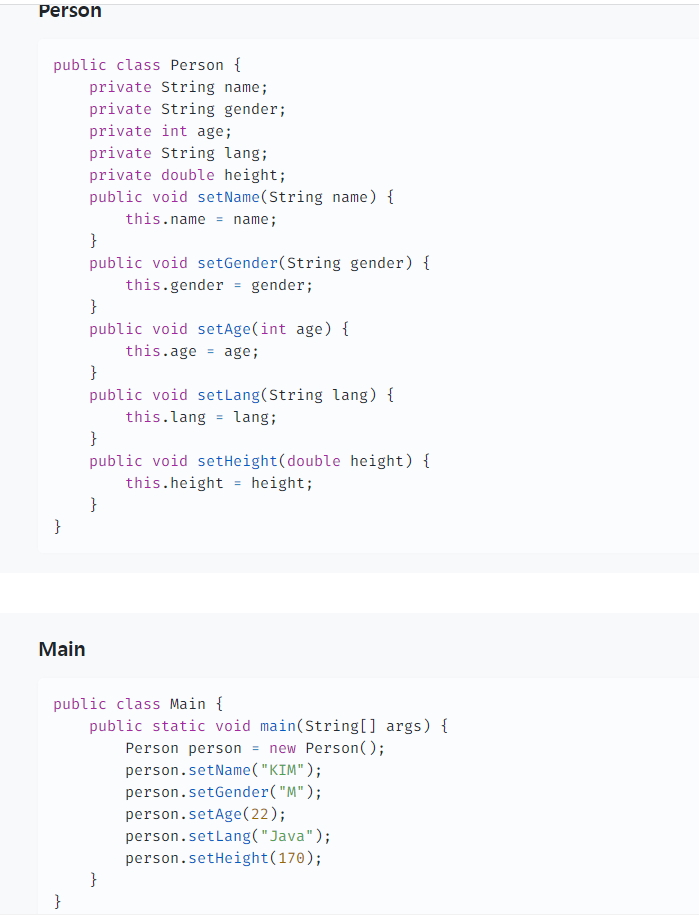 Person
public class Person {
    private String name;
    private String gender;
    private int age;
    private String lang;
    private double height;
    public void setName(String name) {
        this.name = name;
    }
    public void setGender(String gender) {
        this.gender = gender;
    }
    public void setAge(int age) {
        this.age = age;
    }
    public void setLang(String lang) {
        this.lang = lang;
    }
    public void setHeight(double height) {
        this.height = height;
    }
}
Main
public class Main {
    public static void main(String[] args) {
        Person person = new Person();
        person.setName("KIM");
        person.setGender("M");
        person.setAge(22);
        person.setLang("Java");
        person.setHeight(170);
    }
}